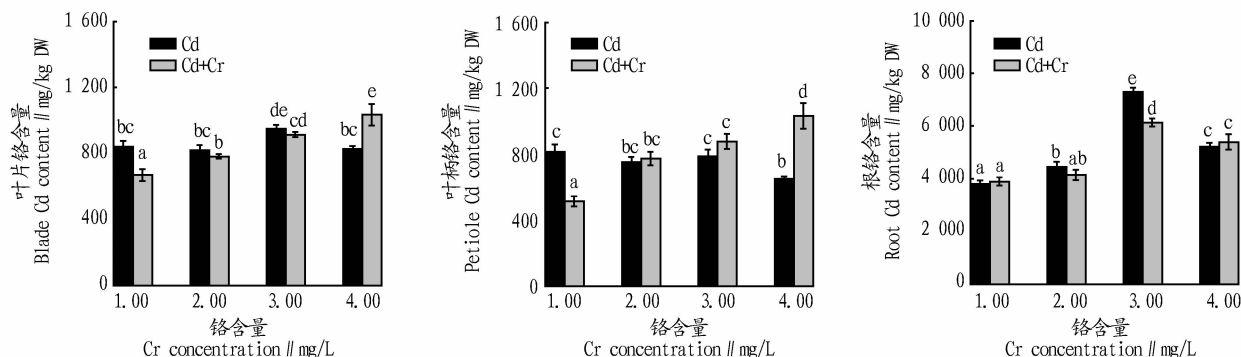 1 600
1 200
800
400
0
叶片铬含量
Blade Cd content∥mg/kg DW
Cd
Cd+Cr
bc
a
bc
b
de
cd
bc
e
1.00
2.00
3.00
4.00
铬含量
Cr concentration∥mg/L
1 600
1 200
800
400
0
叶柄铬含量
Petiole Cd content∥mg/kg DW
Cd
Cd+Cr
c
a
bc
bc
c
c
b
d
1.00
2.00
3.00
4.00
铬含量
Cr concentration∥mg/L
10 000
8 000
6 000
4 000
2 000
0
根铬含量
Root Cd content∥mg/kg DW
Cd
Cd+Cr
a
a
b
ab
e
d
c
c
1.00
2.00
3.00
4.00
铬含量
Cr concentration∥mg/L